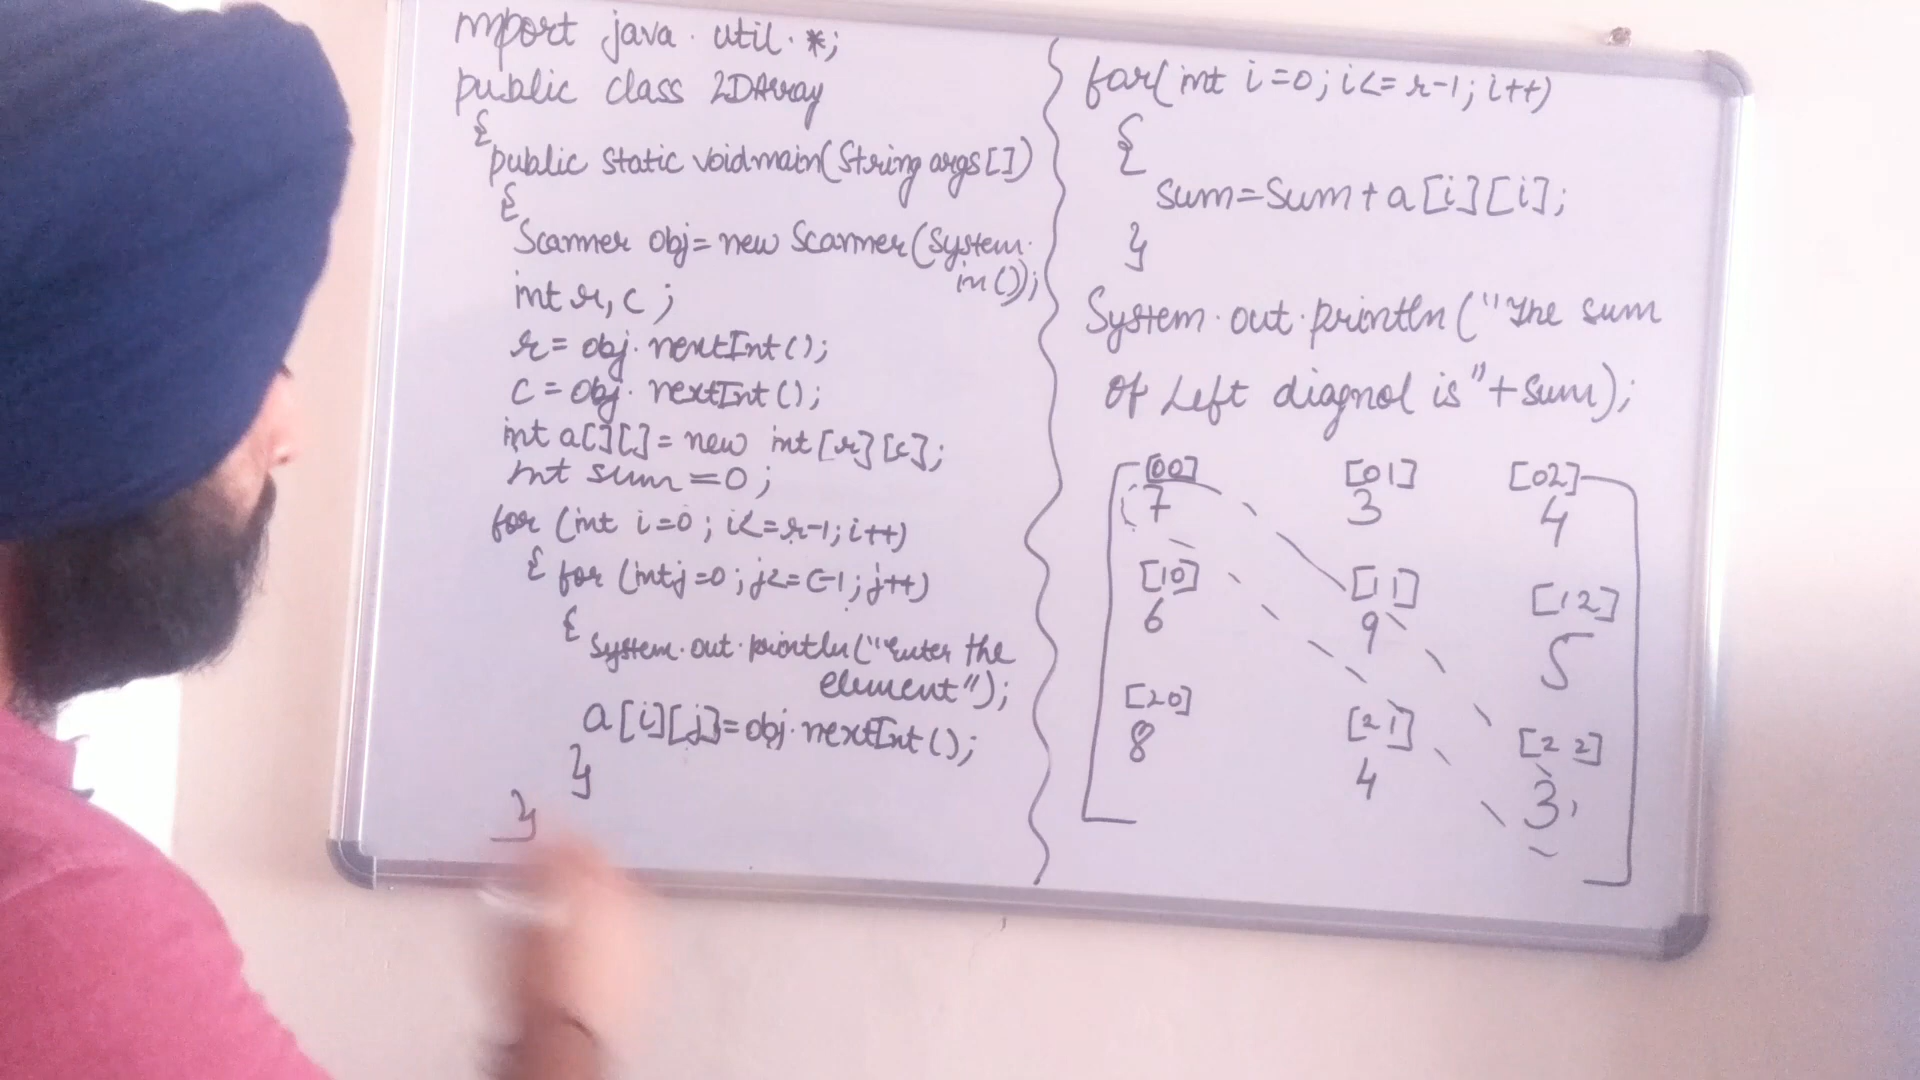 import java.util.*;
public class 2DArray
{
public static void main(String args[])
{
Scanner obj=new Scanner(System.
in());
int r,c;
r=obj.nextInt();
c=obj.nextInt();
int a[][]=new int[r][c];
int sum=0;
for (int i=0; i<=r-1; i++)
{ for (int j=0; j<=c-1; j++)
{
System.out.println("Enter the
element");
a[i][j]=obj.nextInt();
}
}
for(int i=0; i<=r-1; i++)
{
sum=sum+a[i][i];
}
System.out.println("The sum
of Left diagnol is"+sum);
[00] [01] [02]
7 3 4
[10] [11] [12]
6 9 5
[20] [21] [22]
8 4 3